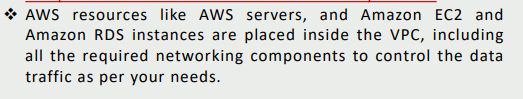 ❖ AWS resources like AWS servers, and Amazon EC2 and
Amazon RDS instances are placed inside the VPC, including
all the required networking components to control the data
traffic as per your needs.